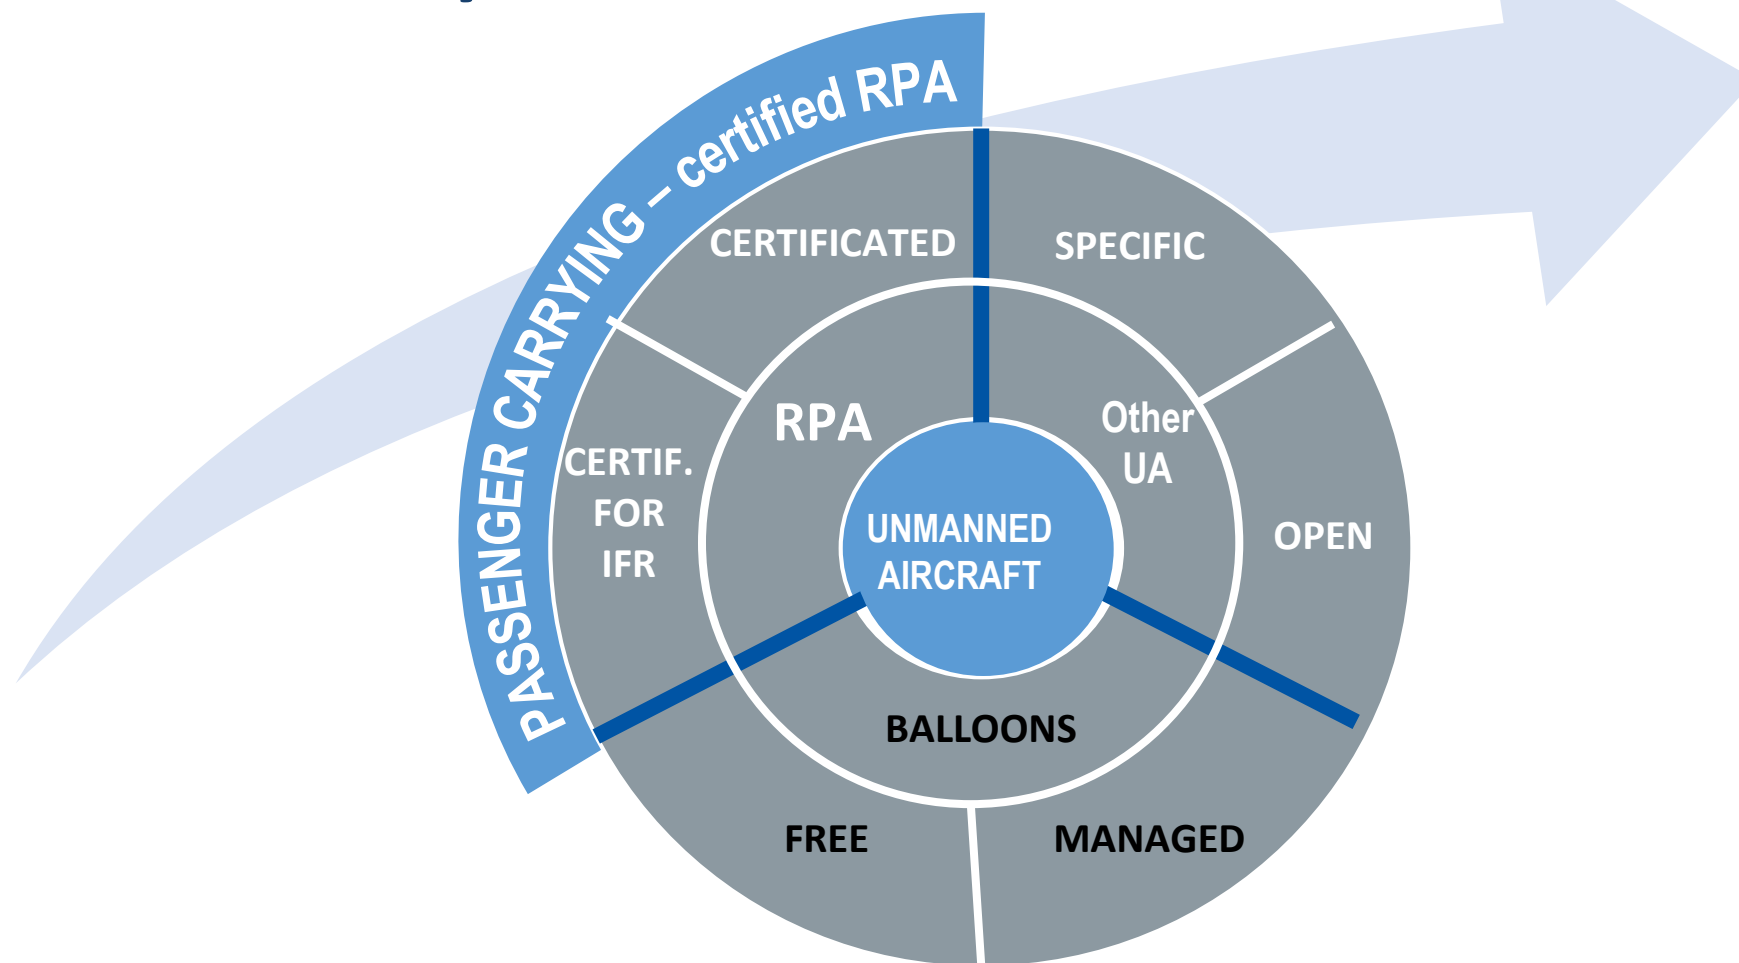 PASSENGER CARRYING – certified RPA
CERTIFICATED
SPECIFIC
RPA
Other
UA
CERTIF.
FOR
IFR
UNMANNED
AIRCRAFT
OPEN
BALLOONS
FREE
MANAGED